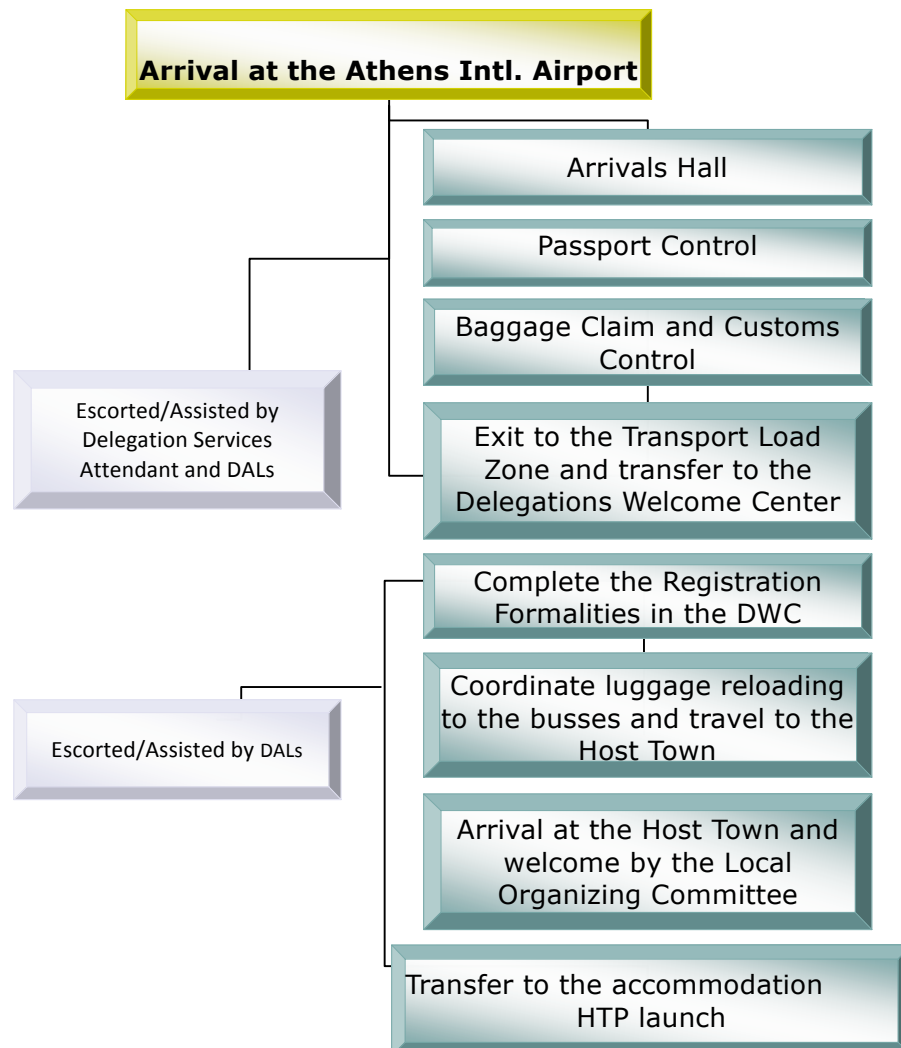 Arrival at the Athens Intl. Airport
Arrivals Hall
Passport Control
Baggage Claim and Customs
Control
Escorted/Assisted by
Delegation Services
Attendant and DALs
Exit to the Transport Load
Zone and transfer to the
Delegations Welcome Center
Complete the Registration
Formalities in the DWC
Coordinate luggage reloading
to the busses and travel to the
Host Town
Escorted/Assisted by DALs
Arrival at the Host Town and
welcome by the Local
Organizing Committee
Transfer to the accommodation
HTP launch